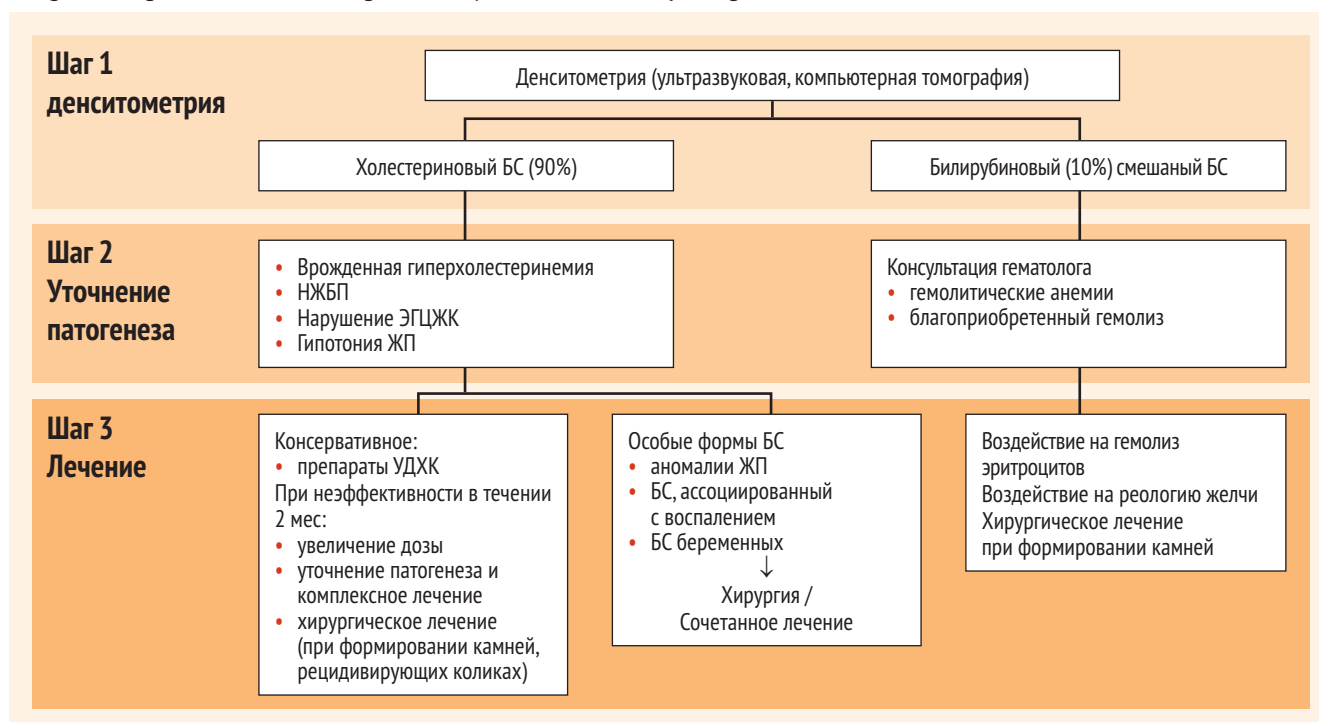 Шаг 1
денситометрия
Денситометрия (ультразвуковая, компьютерная томография)
Холестериновый БС (90%)
Билирубиновый (10%) смешаный БС
Шаг 2
Уточнение
патогенеза
• Врожденная гиперхолестеринемия
• НЖБП
• Нарушение ЭГЦЖК
• Гипотония ЖП
Консультация гематолога
• гемолитические анемии
• благоприобретенный гемолиз
Шаг 3
Лечение
Консервативное:
• препараты УДХК
При неэффективности в течении
2 мес:
• увеличение дозы
• уточнение патогенеза и
комплексное лечение
• хирургическое лечение
(при формировании камней,
рецидивирующих коликах)
Особые формы БС
• аномалии ЖП
• БС, ассоциированный
с воспалением
• БС беременных
↓
Хирургия /
Сочетанное лечение
Воздействие на гемолиз
эритроцитов
Воздействие на реологию желчи
Хирургическое лечение
при формировании камней